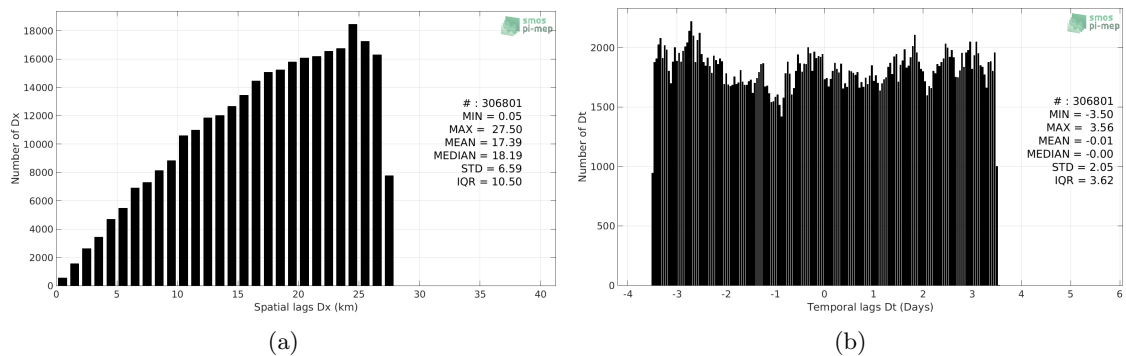 18000
16000
14000
12000
10000
8000
6000
4000
2000
0
Number of Dx
0 5 10 15 20 25 30 35 40
Spatial lags Dx (km)
smos
pi-mep
# : 306801
MIN = 0.05
MAX = 27.50
MEAN = 17.39
MEDIAN = 18.19
STD = 6.59
IQR = 10.50
(a)
2000
1500
1000
500
0
Number of Dt
-4 -3 -2 -1 0 1 2 3 4 5 6
Temporal lags Dt (Days)
smos
pi-mep
# : 306801
MIN = -3.50
MAX = 3.56
MEAN = -0.01
MEDIAN = -0.00
STD = 2.05
IQR = 3.62
(b)